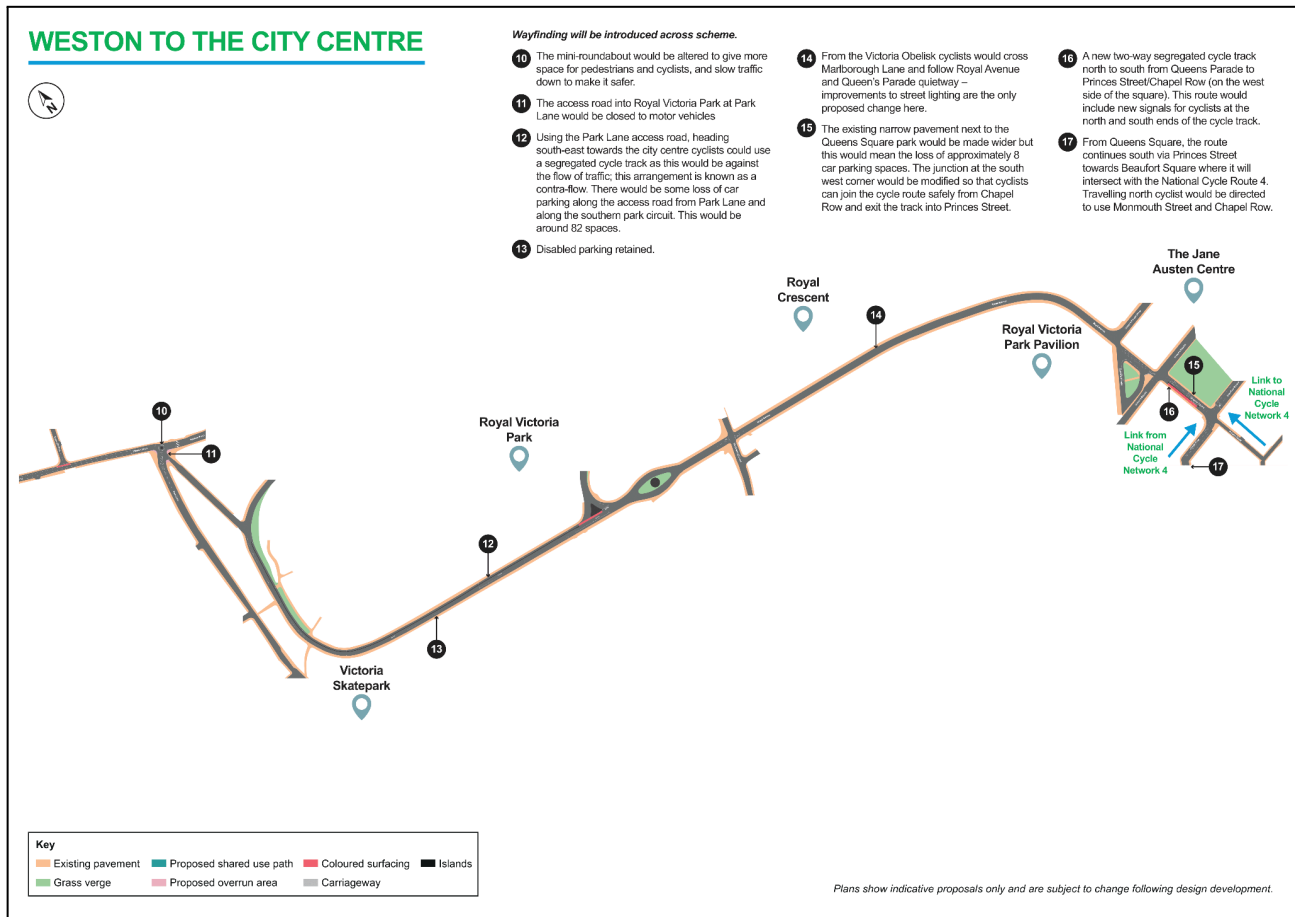 WESTON TO THE CITY CENTRE
N
Wayfinding will be introduced across scheme.
10 The mini-roundabout would be altered to give more
space for pedestrians and cyclists, and slow traffic
down to make it safer.
11 The access road into Royal Victoria Park at Park
Lane would be closed to motor vehicles
12 Using the Park Lane access road, heading
south-east towards the city centre cyclists could use
a segregated cycle track as this would be against
the flow of traffic; this arrangement is known as a
contra-flow. There would be some loss of car
parking along the access road from Park Lane and
along the southern park circuit. This would be
around 82 spaces.
13 Disabled parking retained.
14 From the Victoria Obelisk cyclists would cross
Marlborough Lane and follow Royal Avenue
and Queen's Parade quietway –
improvements to street lighting are the only
proposed change here.
15 The existing narrow pavement next to the
Queens Square park would be made wider but
this would mean the loss of approximately 8
car parking spaces. The junction at the south
west corner would be modified so that cyclists
can join the cycle route safely from Chapel
Row and exit the track into Princes Street.
16 A new two-way segregated cycle track
north to south from Queens Parade to
Princes Street/Chapel Row (on the west
side of the square). This route would
include new signals for cyclists at the
north and south ends of the cycle track.
17 From Queens Square, the route
continues south via Princes Street
towards Beaufort Square where it will
intersect with the National Cycle Route 4.
Travelling north cyclist would be directed
to use Monmouth Street and Chapel Row.
The Jane
Austen Centre
Royal
Crescent
14
Royal Victoria
Park Pavilion
15
16
Link to
National
Cycle
Network 4
Link from
National
Cycle
Network 4
17
10
11
Royal Victoria
Park
12
13
Victoria
Skatepark
Key
Existing pavement
Proposed shared use path
Coloured surfacing
Islands
Grass verge
Proposed overrun area
Carriageway
Plans show indicative proposals only and are subject to change following design development.